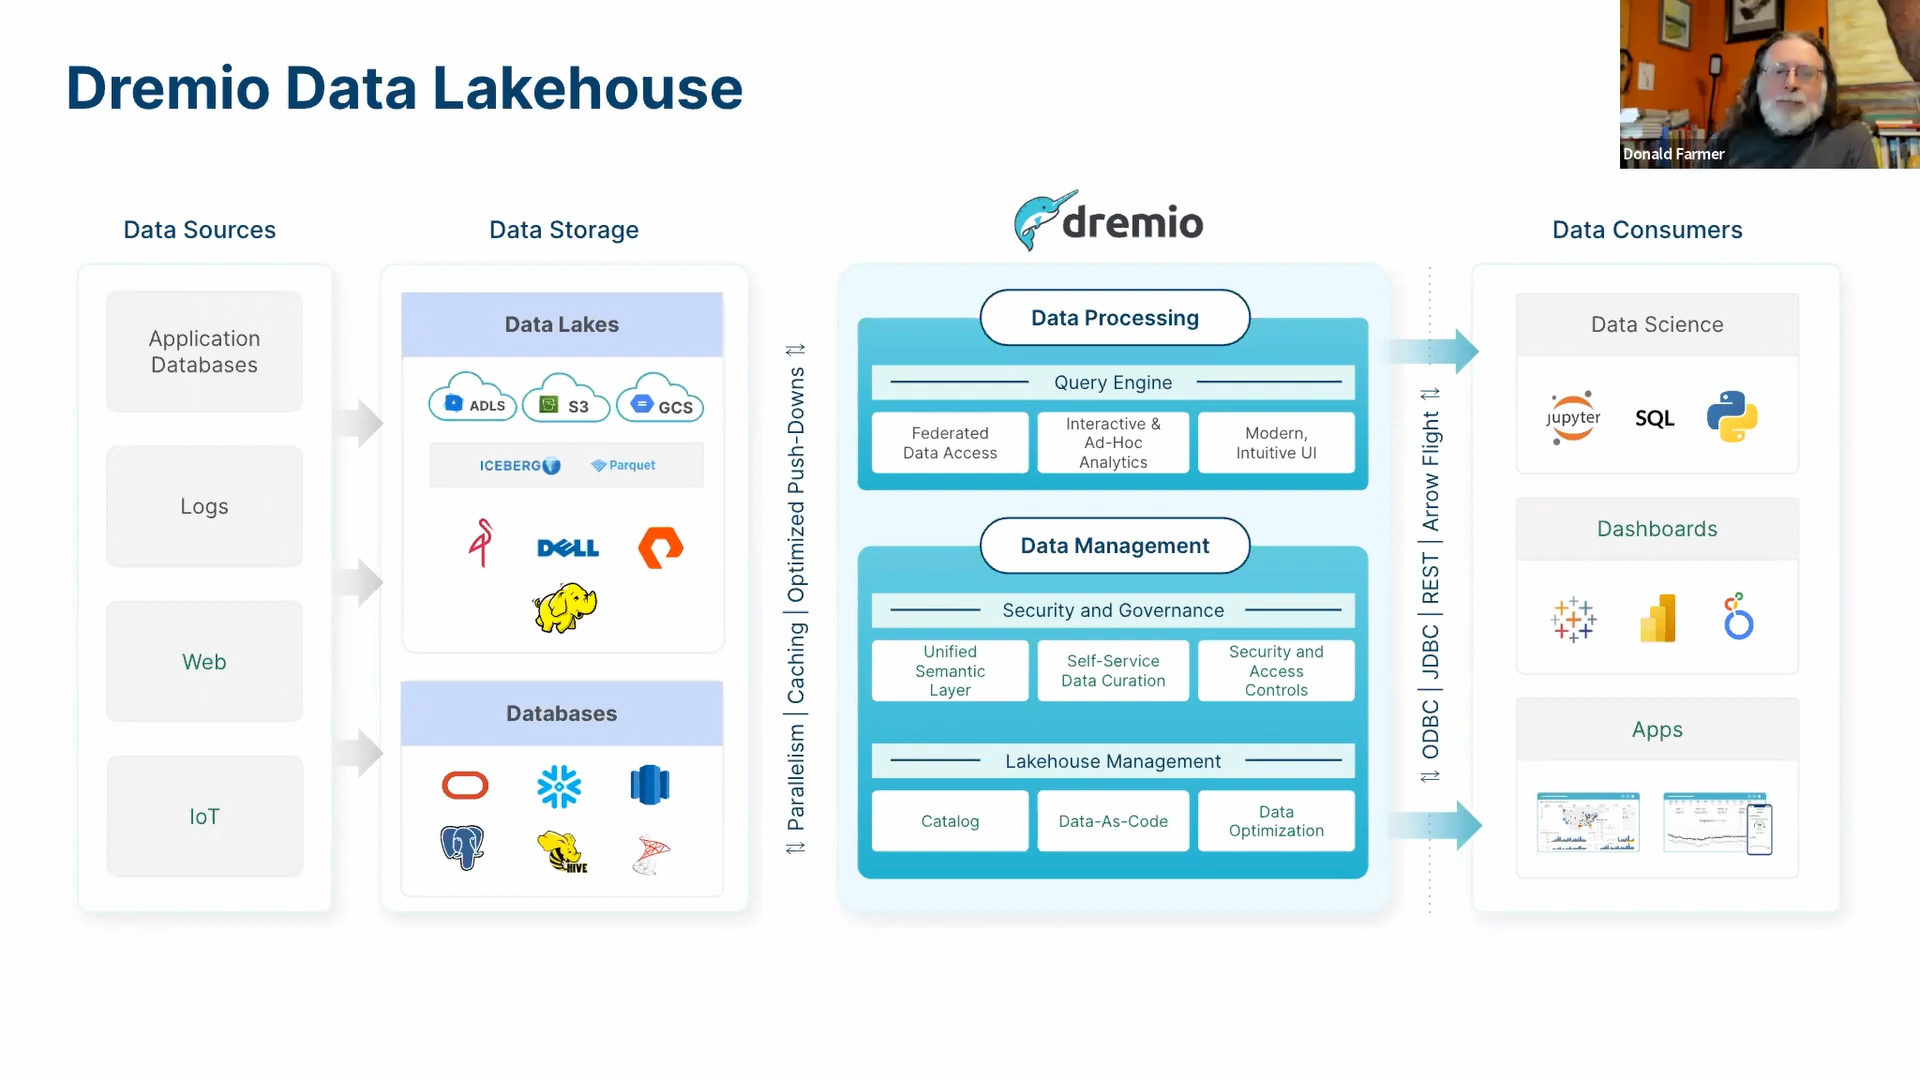 Dremio Data Lakehouse
Donald Farmer
Data Sources
Application
Databases
Logs
Web
IoT
Data Storage
Data Lakes
ADLS
S3
GCS
ICEBERG
Parquet
DELL
Databases
HIVE
Parallelism | Caching | Optimized Push-Downs
dremio
Data Processing
Query Engine
Federated
Data Access
Interactive &
Ad-Hoc
Analytics
Modern,
Intuitive UI
Data Management
Security and Governance
Unified
Semantic
Layer
Self-Service
Data Curation
Security and
Access
Controls
Lakehouse Management
Catalog
Data-As-Code
Data
Optimization
ODBC | JDBC | REST | Arrow Flight
Data Consumers
Data Science
jupyter
SQL
Dashboards
Apps